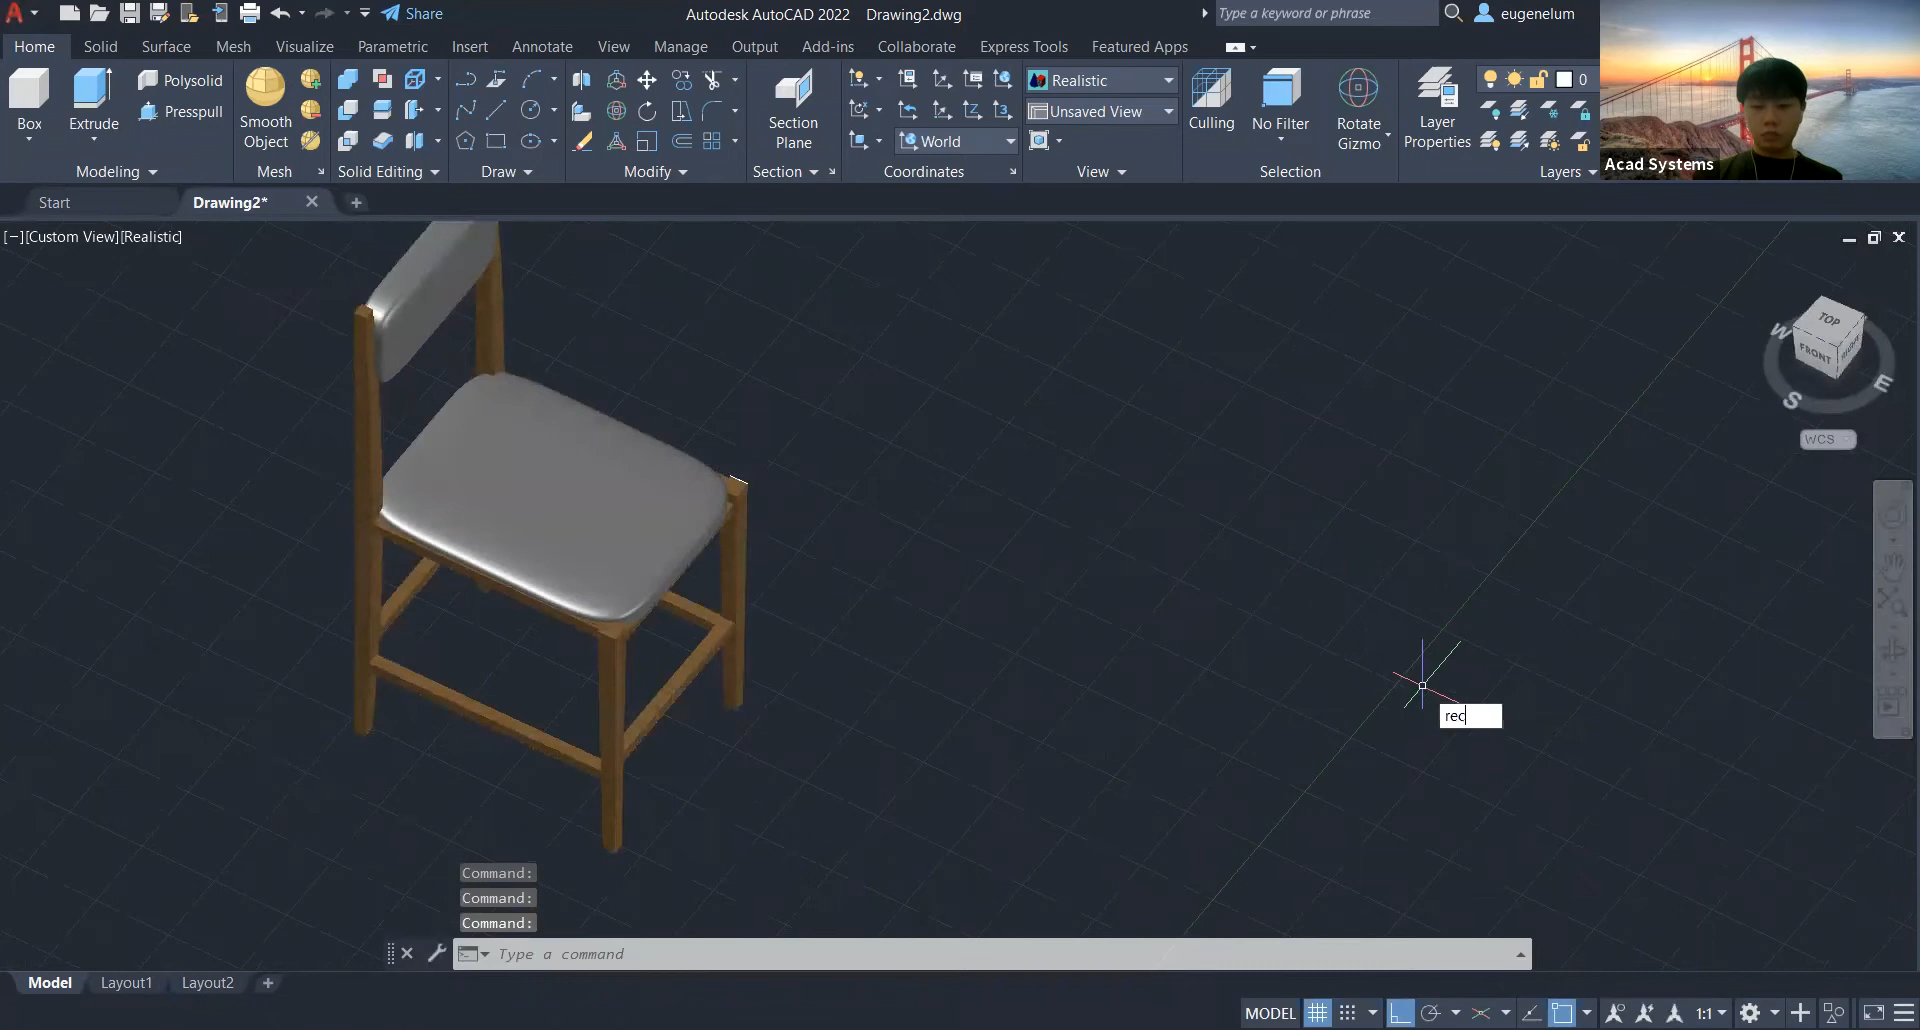 Share
Autodesk AutoCAD 2022 Drawing2.dwg
Type a keyword or phrase
eugenelum
Home Solid Surface Mesh Visualize Parametric Insert Annotate View Manage Output Add-ins Collaborate Express Tools Featured Apps
Box
Extrude
Polysolid
Presspull
Smooth Object
Section Plane
World
Realistic
Unsaved View
Culling
No Filter
Rotate Gizmo
Layer Properties
0
Modeling
Mesh
Solid Editing
Draw
Modify
Section
Coordinates
View
Selection
Layers
Acad Systems
Start
Drawing2*
[−][Custom View][Realistic]
W
TOP
FRONT
RIGHT
E
S
WCS
rec
Command:
Command:
Command:
Type a command
Model Layout1 Layout2
MODEL
1:1